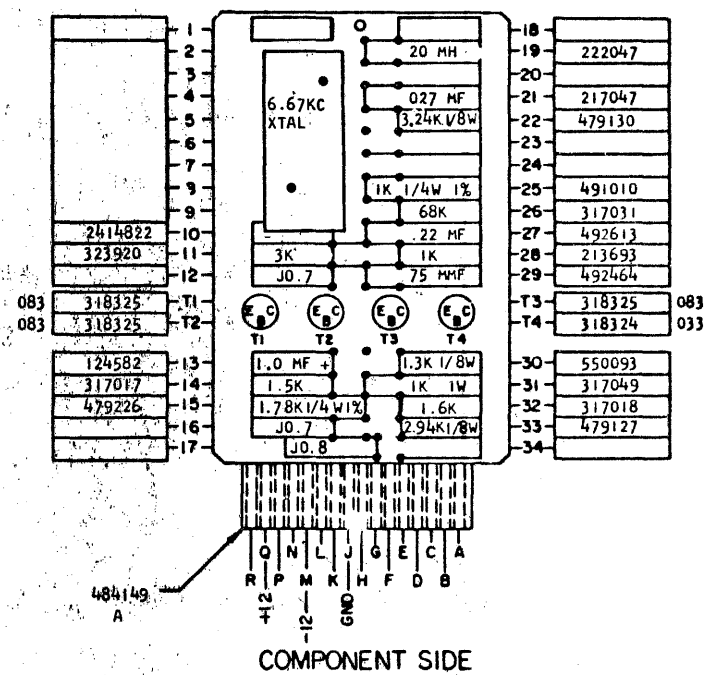 1 18
2 20 MH 19 222047
3 20
4 6.67KC 027 MF 21 217047
5 XTAL 3.24K 1/8W 22 479130
6 23
7 24
8 1K 1/4W 1% 25 491010
9 68K 26 317031
2414822 10 .22 MF 27 492613
323920 11 3K 1K 28 213693
12 J0.7 75 MMF 29 492464
083 318325 T1 E B C E B C E B C E B C T3 318325 083
083 318325 T2 T1 T2 T3 T4 T4 318324 033
124582 13 1.0 MF + 1.3K 1/8W 30 550093
317017 14 1.5K 1K 1W 31 317049
479226 15 1.78K 1/4 W 1% 1.6K 32 317018
16 J0.7 2.94K 1/8W 33 479127
17 J0.8 34
Q N L J G E C A
R P M K H F D B
+12 -12 GND
484149
A
COMPONENT SIDE